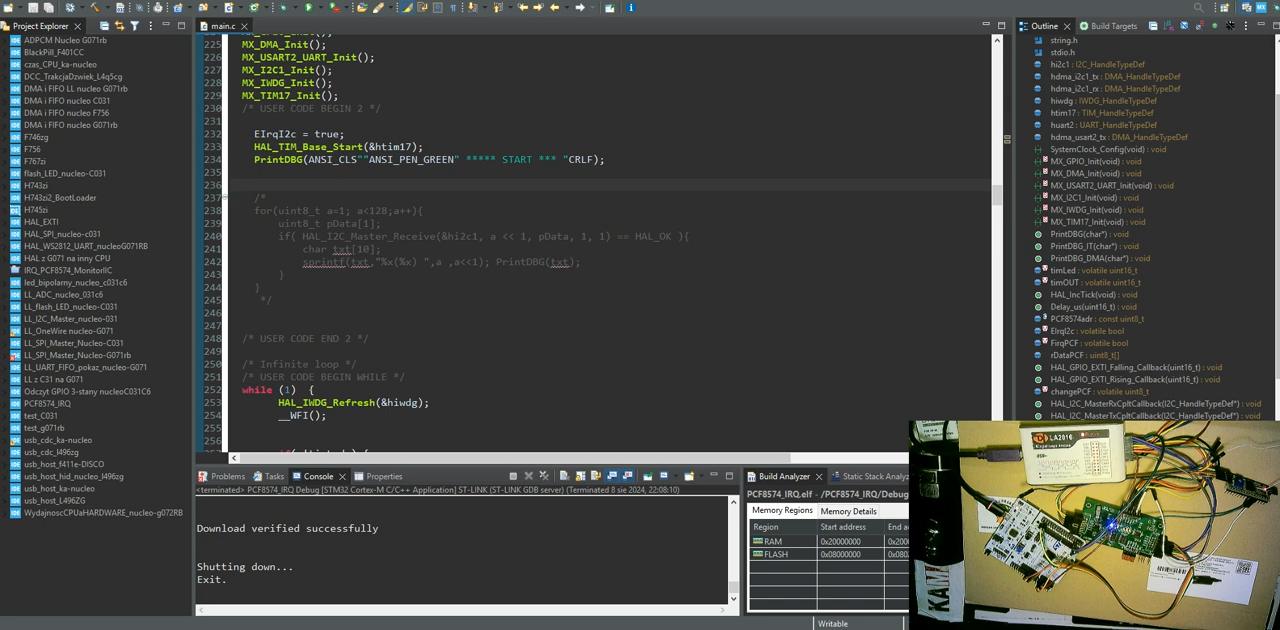 Project Explorer
main.c
Outline
Build Targets
ADPCM Nucleo G071rb
BlackPill_F401CC
czas_CPU_ka-nucleo
DCC_TrakcjaDzwiek_L4q5cg
DMA i FIFO LL nucleo G071rb
DMA i FIFO nucleo C031
DMA i FIFO nucleo F756
DMA i FIFO nucleo G071rb
F746zg
F756
F767zi
flash_LED_nucleo-C031
H743zi
H743zi2_BootLoader
H745zi
HAL_EXTI
HAL_SPI_nucleo-c031
HAL_WS2812_UART_nucleoG071RB
HAL z G071 na inny CPU
IRQ_PCF8574_MonitorIIC
led_bipolarny_nucleo_c031c6
LL_ADC_nucleo_031c6
LL_flash_LED_nucleo-C031
LL_I2C_Master_nucleo-031
LL_OneWire nucleo-G071
LL_SPI_Master_Nucleo-C031
LL_SPI_Master_Nucleo-G071rb
LL_UART_FIFO_pokaz_nucleo-G071
LL z C31 na G071
Odczyt GPIO 3-stany nucleoC031C6
PCF8574_IRQ
test_C031
test_g071rb
usb_cdc_ka-nucleo
usb_cdc_l496zg
usb_host_f411e-DISCO
usb_host_hid_nucleo_l496zg
usb_host_ka-nucleo
usb_host_L496ZG
WydajnoscCPUaHARDWARE_nucleo-g072RB
225 MX_DMA_Init();
226 MX_USART2_UART_Init();
227 MX_I2C1_Init();
228 MX_IWDG_Init();
229 MX_TIM17_Init();
230 /* USER CODE BEGIN 2 */
231
232 EIrqI2c = true;
233 HAL_TIM_Base_Start(&htim17);
234 PrintDBG(ANSI_CLS""ANSI_PEN_GREEN" ***** START *** "CRLF);
235
236
237 /*
238 for(uint8_t a=1; a<128;a++){
239 uint8_t pData[1];
240 if( HAL_I2C_Master_Receive(&hi2c1, a << 1, pData, 1, 1) == HAL_OK ){
241 char txt[10];
242 sprintf(txt,"%x(%x) ",a ,a<<1); PrintDBG(txt);
243 }
244 }
245 */
246
247
248 /* USER CODE END 2 */
249
250 /* Infinite loop */
251 /* USER CODE BEGIN WHILE */
252 while (1) {
253 HAL_IWDG_Refresh(&hiwdg);
254 __WFI();
255
256
string.h
stdio.h
hi2c1 : I2C_HandleTypeDef
hdma_i2c1_tx : DMA_HandleTypeDef
hdma_i2c1_rx : DMA_HandleTypeDef
hiwdg : IWDG_HandleTypeDef
htim17 : TIM_HandleTypeDef
huart2 : UART_HandleTypeDef
hdma_usart2_tx : DMA_HandleTypeDef
SystemClock_Config(void) : void
MX_GPIO_Init(void) : void
MX_DMA_Init(void) : void
MX_USART2_UART_Init(void) : void
MX_I2C1_Init(void) : void
MX_IWDG_Init(void) : void
MX_TIM17_Init(void) : void
PrintDBG(char*) : void
PrintDBG_IT(char*) : void
PrintDBG_DMA(char*) : void
timLed : volatile uint16_t
timOUT : volatile uint16_t
HAL_IncTick(void) : void
Delay_us(uint16_t) : void
PCF8574adr : const uint8_t
EIrqI2c : volatile bool
FirqPCF : volatile bool
rDataPCF : uint8_t[]
HAL_GPIO_EXTI_Falling_Callback(uint16_t) : void
HAL_GPIO_EXTI_Rising_Callback(uint16_t) : void
changePCF : volatile uint8_t
HAL_I2C_MasterRxCpltCallback(I2C_HandleTypeDef*) : void
HAL_I2C_MasterTxCpltCallback(I2C_HandleTypeDef*) : void
Problems
Tasks
Console
Properties
<terminated> PCF8574_IRQ Debug [STM32 Cortex-M C/C++ Application] ST-LINK (ST-LINK GDB server) (Terminated 8 sie 2024, 22:08:10)
Download verified successfully
Shutting down...
Exit.
Build Analyzer
Static Stack Analy
PCF8574_IRQ.elf - /PCF8574_IRQ/Debug
Memory Regions
Memory Details
Region
Start address
End a
RAM
0x20000000
0x200
FLASH
0x08000000
0x080
Writable
LA2016
KAM